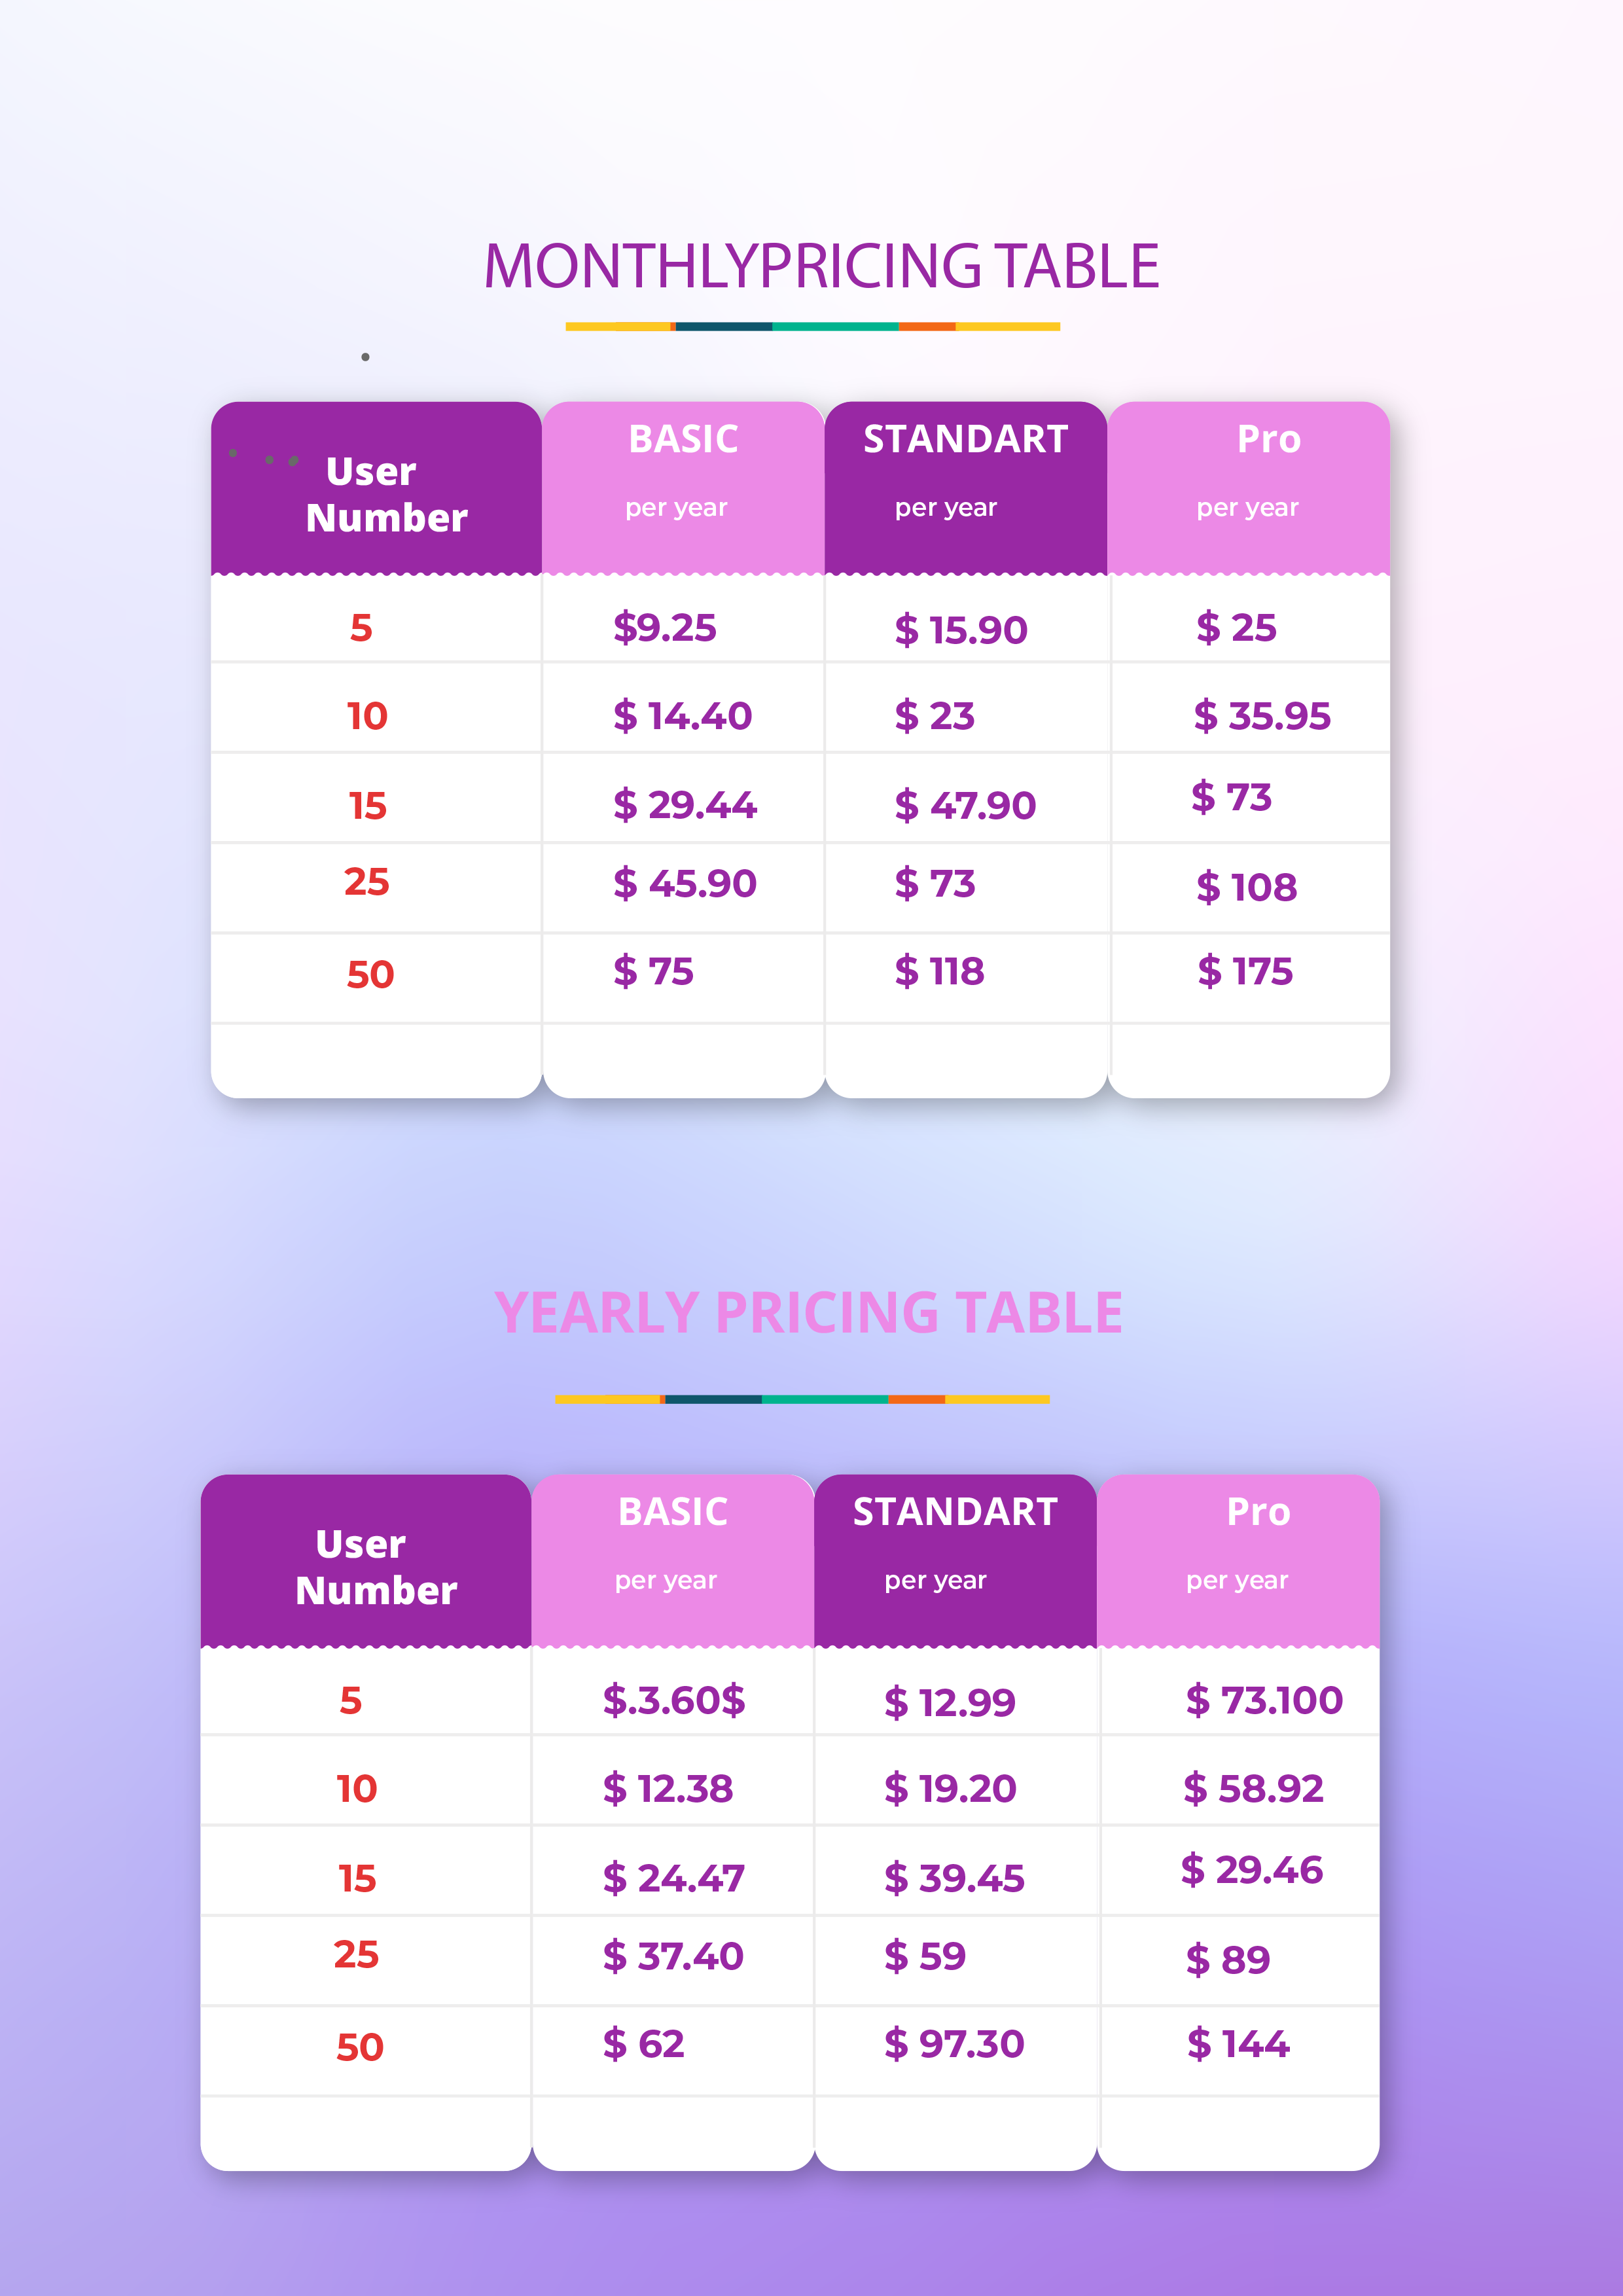 MONTHLYPRICING TABLE
User Number BASIC per year STANDART per year Pro per year
5 $9.25 $ 15.90 $ 25
10 $ 14.40 $ 23 $ 35.95
15 $ 29.44 $ 47.90 $ 73
25 $ 45.90 $ 73 $ 108
50 $ 75 $ 118 $ 175
YEARLY PRICING TABLE
User Number BASIC per year STANDART per year Pro per year
5 $.3.60$ $ 12.99 $ 73.100
10 $ 12.38 $ 19.20 $ 58.92
15 $ 24.47 $ 39.45 $ 29.46
25 $ 37.40 $ 59 $ 89
50 $ 62 $ 97.30 $ 144